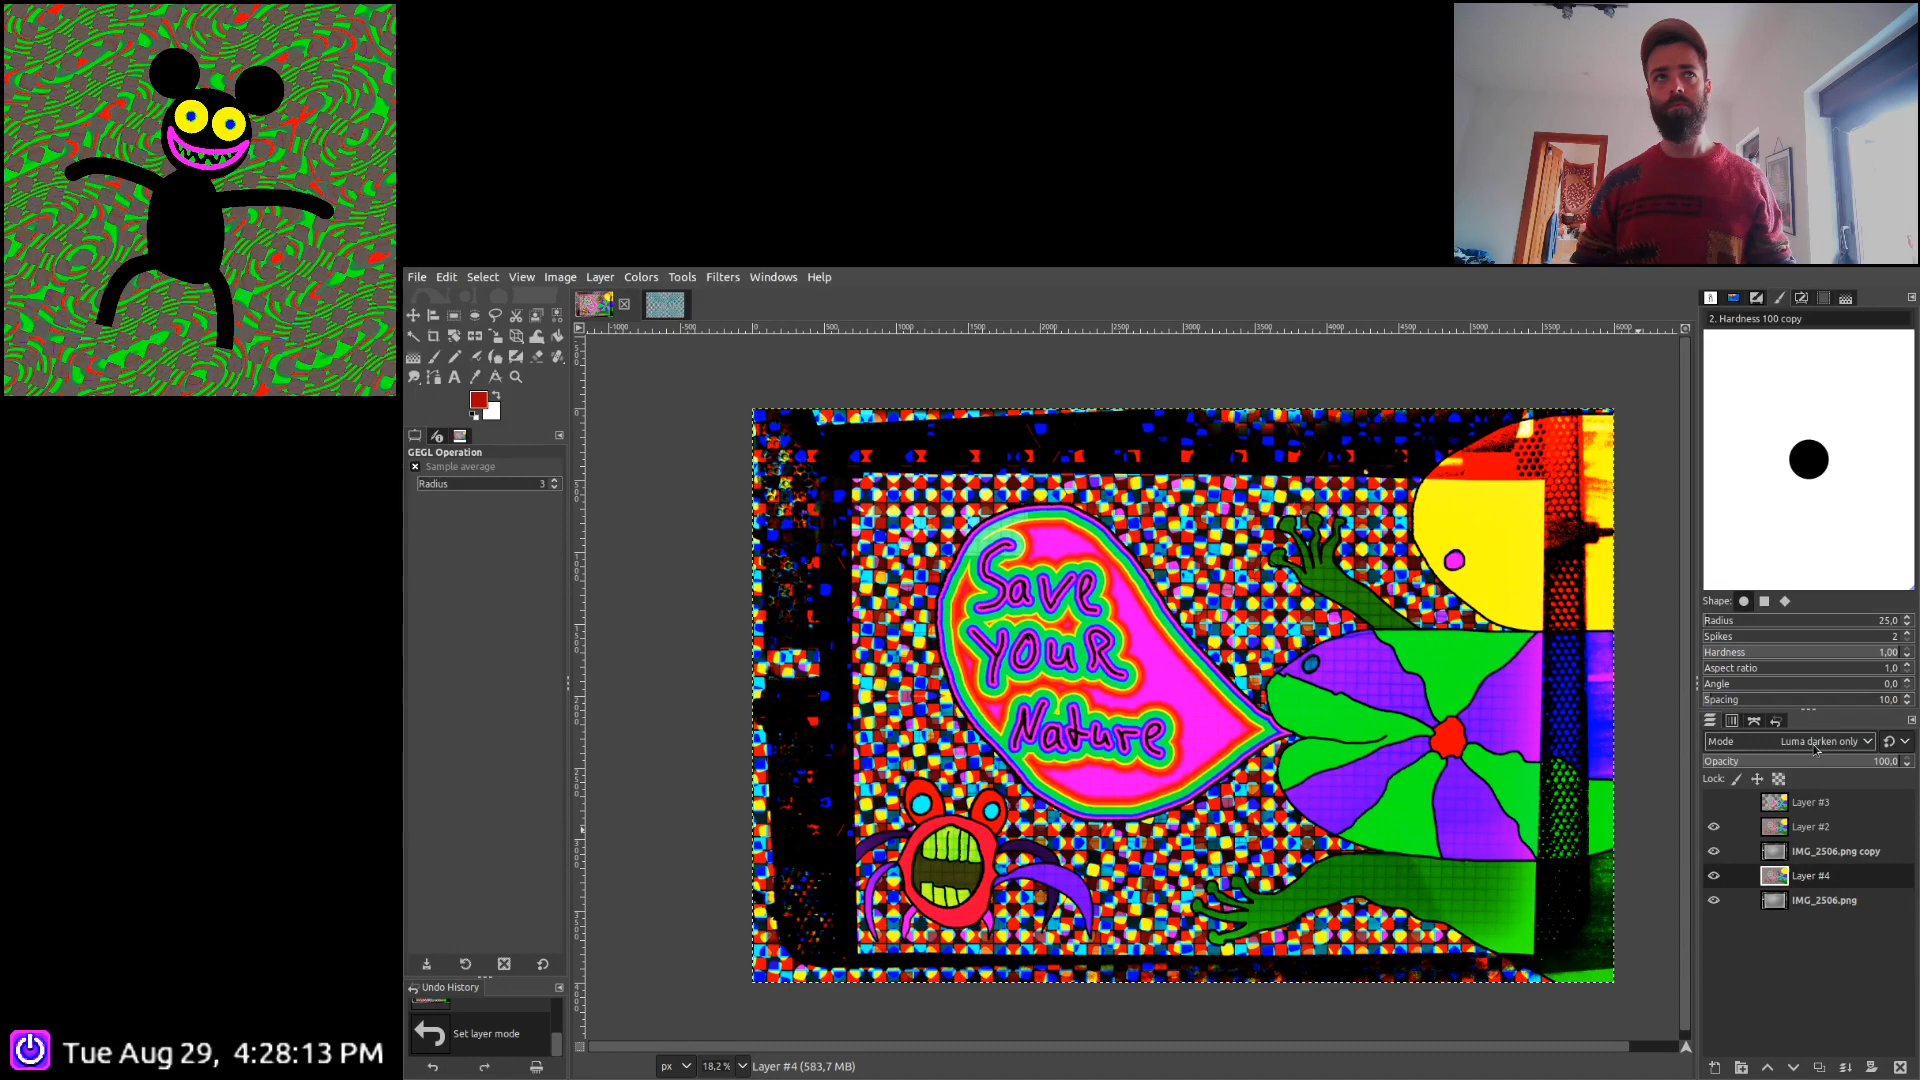 File Edit Select View Image Layer Colors Tools Filters Windows Help
2. Hardness 100 copy
GEGL Operation
Sample average
Radius 3
Save
YOUR
Nature
Shape:
Radius 25,0
Spikes 2
Hardness 1,00
Aspect ratio 1,0
Angle 0,0
Spacing 10,0
Mode Luma darken only
Opacity 100,0
Lock:
Layer #3
Layer #2
IMG_2506.png copy
Layer #4
IMG_2506.png
Undo History
Set layer mode
px 18,2% Layer #4 (583,7 MB)
Tue Aug 29, 4:28:13 PM